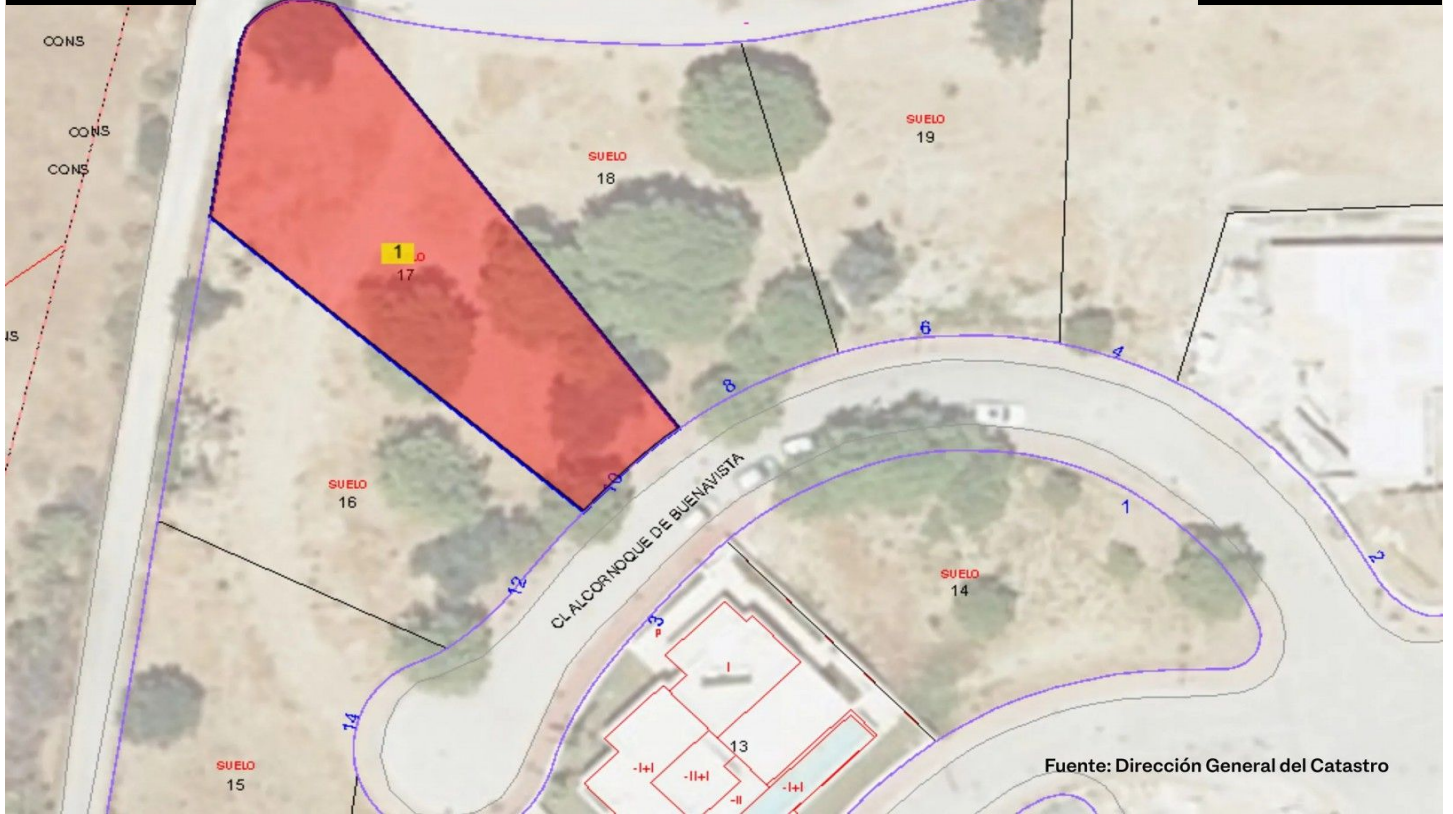 CONS
CONS
CONS
SUELO
19
SUELO
18
1
17
6
4
8
SUELO
16
10
CL ALCORNOQUE DE BUENAVISTA
1
2
12
SUELO
14
3
P
I
14
13
SUELO
15
-I+I
-II+I
-II
-I+I
Fuente: Dirección General del Catastro